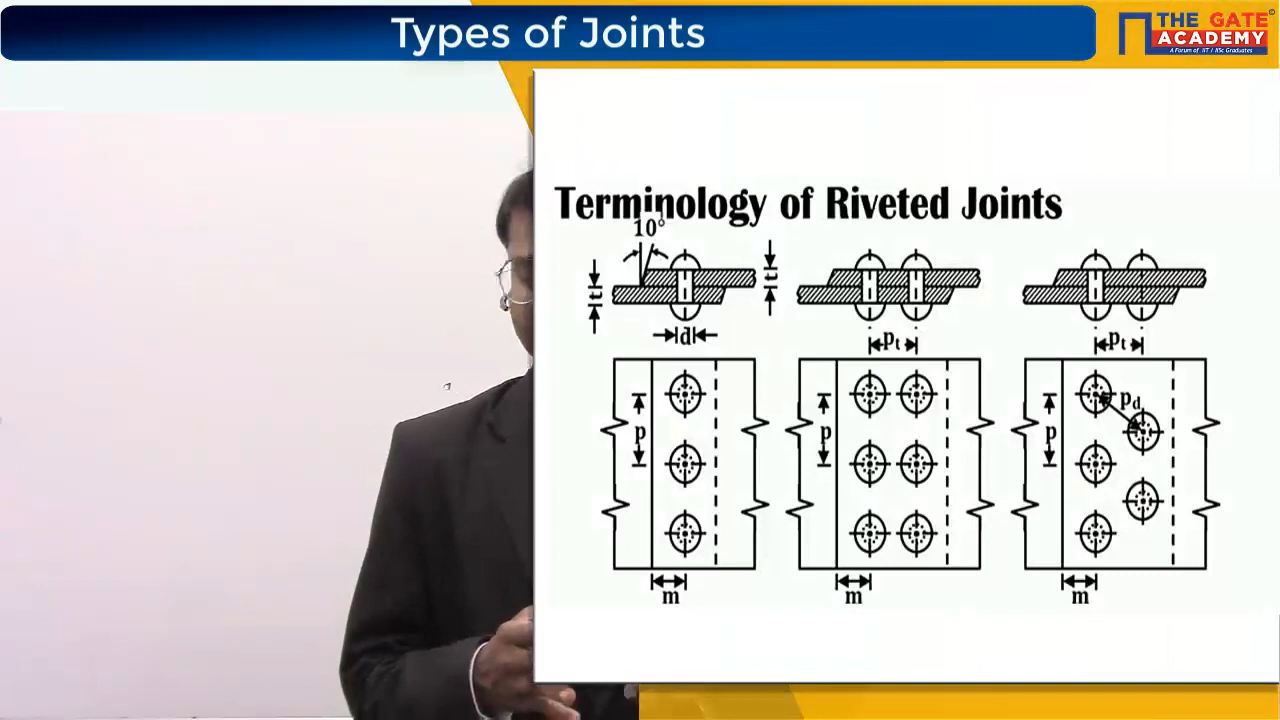 Types of Joints
THE GATE
ACADEMY
A Forum of IIT / IISc Graduates
©
Terminology of Riveted Joints
10°
t
t
d
pt
pt
p
p
p
pd
m
m
m